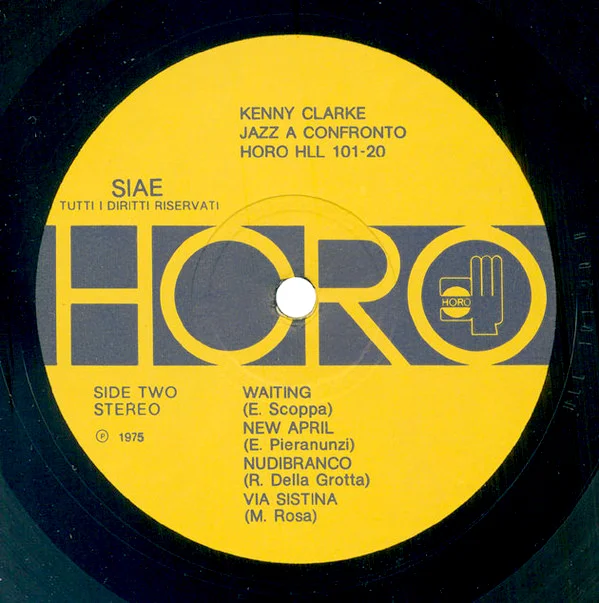 KENNY CLARKE
JAZZ A CONFRONTO
HORO HLL 101-20
SIAE
TUTTI I DIRITTI RISERVATI
HORO
HORO
SIDE TWO
STEREO
Ⓟ 1975
WAITING
(E. Scoppa)
NEW APRIL
(E. Pieranunzi)
NUDIBRANCO
(R. Della Grotta)
VIA SISTINA
(M. Rosa)